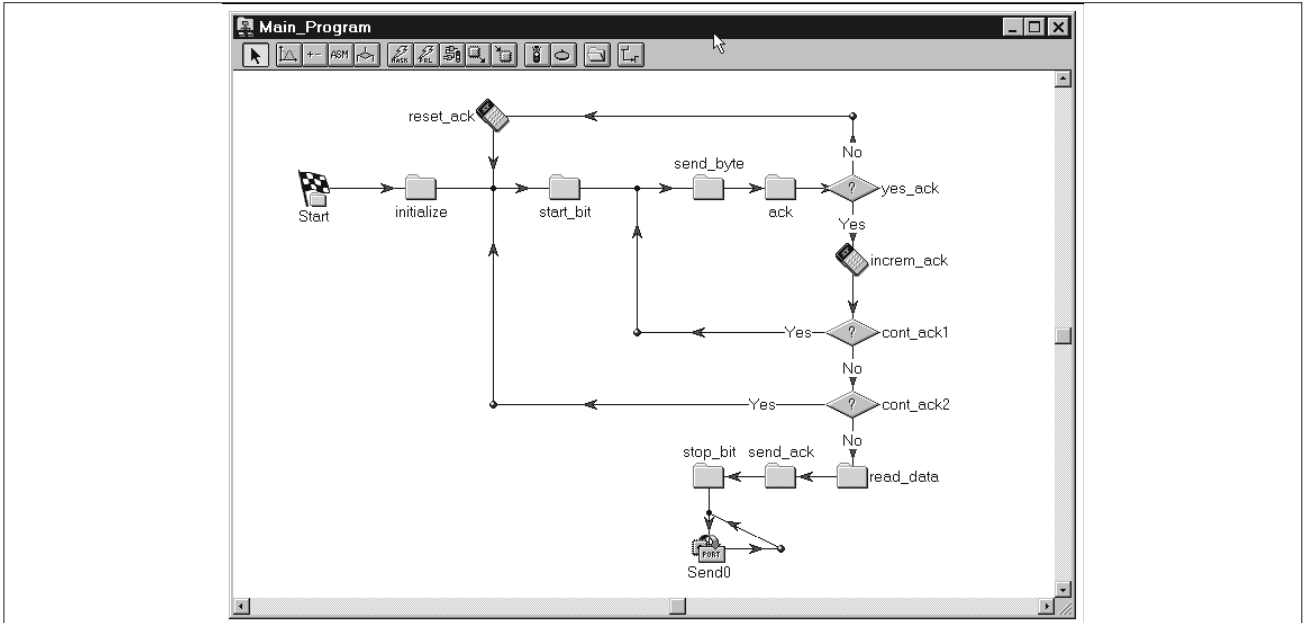 Main_Program
+- ASM MASK
reset_ack
No
send_byte
yes_ack
Start
initialize
start_bit
ack
Yes
increm_ack
Yes
cont_ack1
No
Yes
cont_ack2
No
stop_bit
send_ack
read_data
PORT
Send0